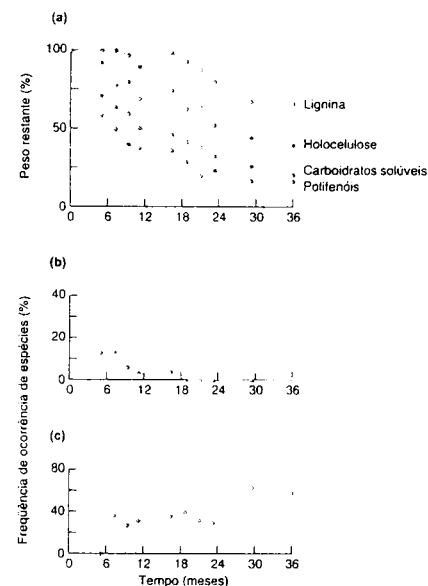 (a)
100
50
0
Peso restante (%)
0 6 12 18 24 30 36
Lignina
Holocelulose
Carboidratos solúveis
Polifenóis
(b)
40
20
0
0 6 12 18 24 30 36
Freqüência de ocorrência de espécies (%)
(c)
80
40
0
0 6 12 18 24 30 36
Tempo (meses)